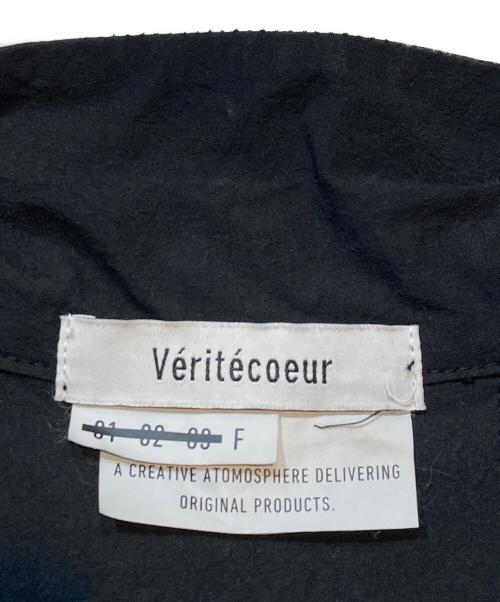 Véritécoeur
01 02 03 F
A CREATIVE ATOMOSPHERE DELIVERING
ORIGINAL PRODUCTS.